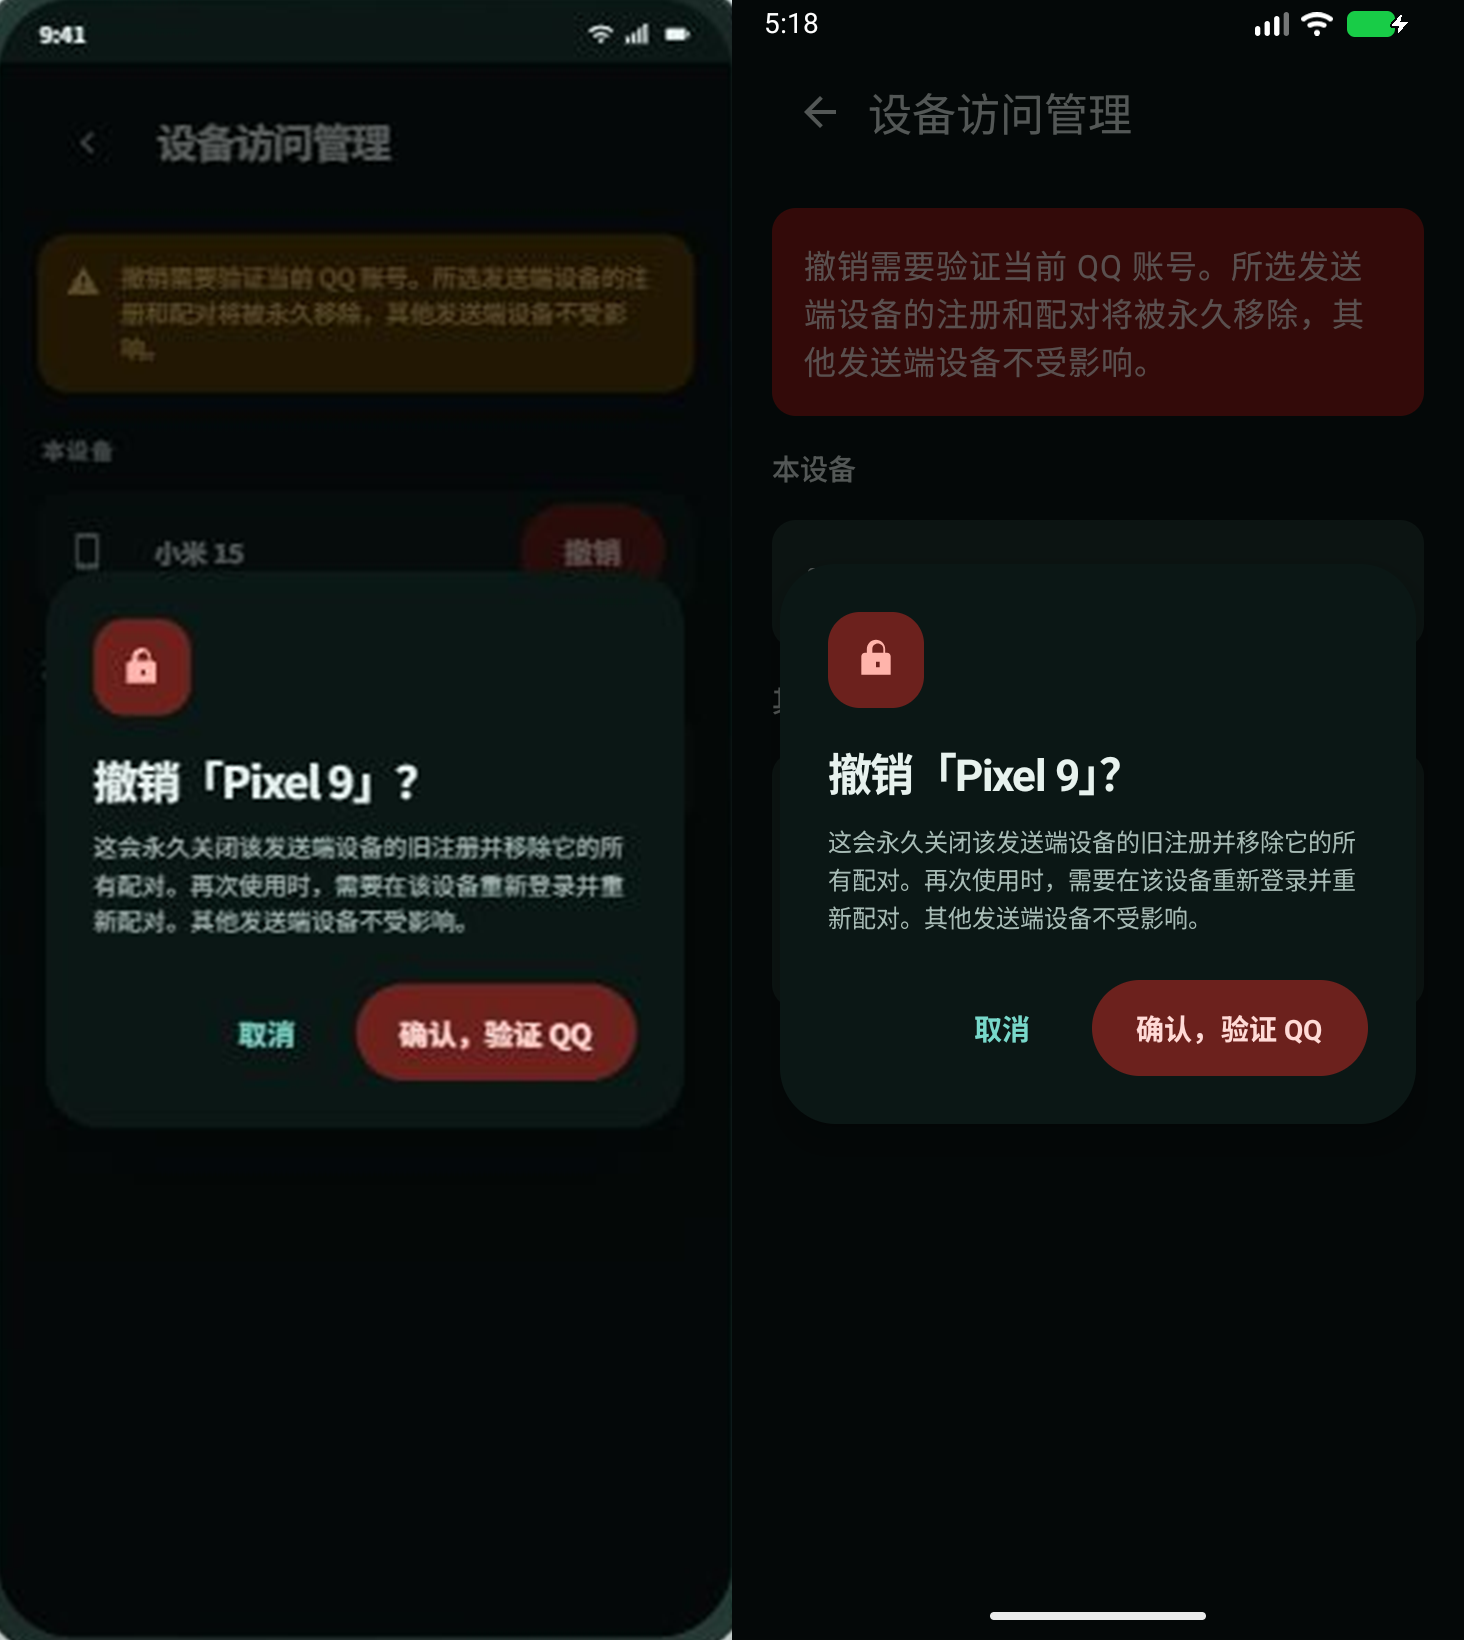 9:41
设备访问管理
撤销需要验证当前 QQ 账号。所选发送端设备的注
册和配对将被永久移除，其他发送端设备不受影
响。
本设备
小米 15
撤销
撤销「Pixel 9」？
这会永久关闭该发送端设备的旧注册并移除它的所
有配对。再次使用时，需要在该设备重新登录并重
新配对。其他发送端设备不受影响。
取消
确认，验证 QQ
5:18
设备访问管理
撤销需要验证当前 QQ 账号。所选发送
端设备的注册和配对将被永久移除，其
他发送端设备不受影响。
本设备
撤销「Pixel 9」？
这会永久关闭该发送端设备的旧注册并移除它的所
有配对。再次使用时，需要在该设备重新登录并重
新配对。其他发送端设备不受影响。
取消
确认，验证 QQ